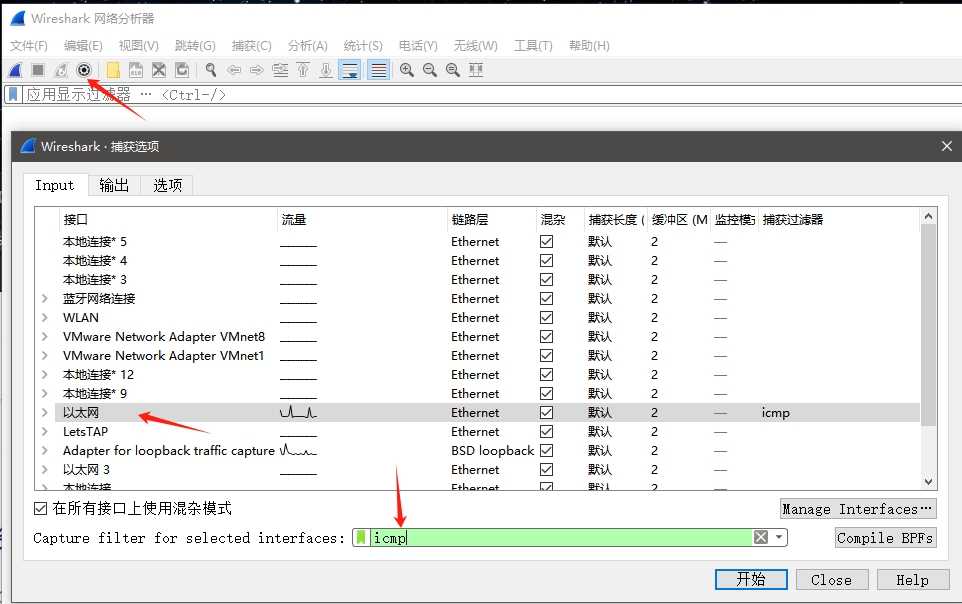 Wireshark 网络分析器
文件(F) 编辑(E) 视图(V) 跳转(G) 捕获(C) 分析(A) 统计(S) 电话(Y) 无线(W) 工具(T) 帮助(H)
应用显示过滤器 … <Ctrl-/>
Wireshark · 捕获选项
Input 输出 选项
接口 流量 链路层 混杂 捕获长度 ( 缓冲区 (M 监控模式 捕获过滤器
本地连接* 5 Ethernet 默认 2 —
本地连接* 4 Ethernet 默认 2 —
本地连接* 3 Ethernet 默认 2 —
蓝牙网络连接 Ethernet 默认 2 —
WLAN Ethernet 默认 2 —
VMware Network Adapter VMnet8 Ethernet 默认 2 —
VMware Network Adapter VMnet1 Ethernet 默认 2 —
本地连接* 12 Ethernet 默认 2 —
本地连接* 9 Ethernet 默认 2 —
以太网 Ethernet 默认 2 — icmp
LetsTAP Ethernet 默认 2 —
Adapter for loopback traffic capture BSD loopback 默认 2 —
以太网 3 Ethernet 默认 2 —
本地连接 Ethernet 默认 2 —
在所有接口上使用混杂模式 Manage Interfaces…
Capture filter for selected interfaces: icmp Compile BPFs
开始 Close Help